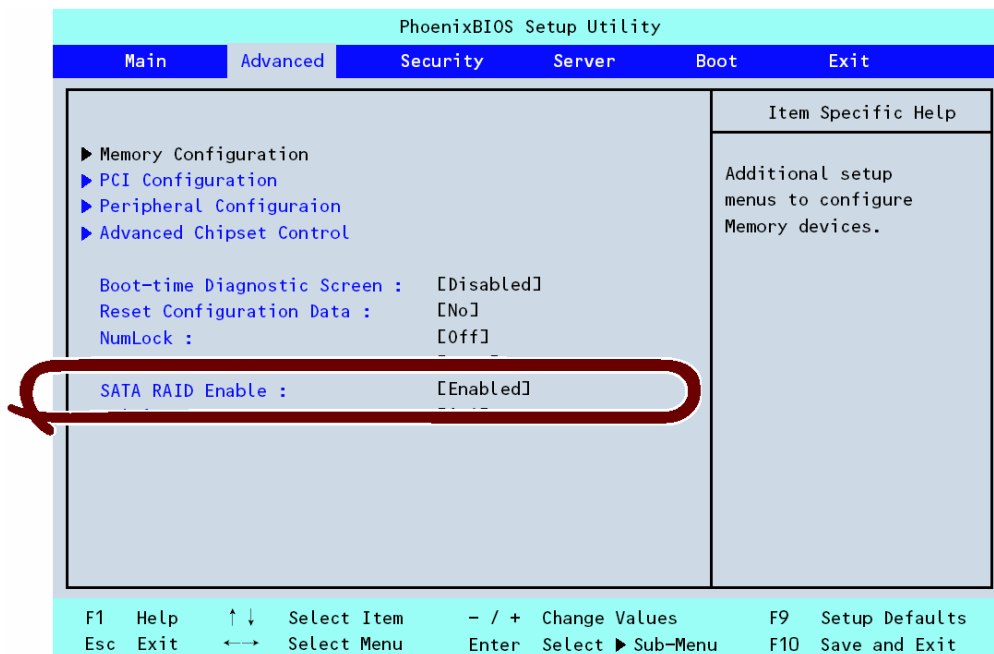 PhoenixBIOS Setup Utility
Main Advanced Security Server Boot Exit
Item Specific Help
▶ Memory Configuration
▶ PCI Configuration
▶ Peripheral Configuraion
▶ Advanced Chipset Control
Additional setup
menus to configure
Memory devices.
Boot-time Diagnostic Screen : [Disabled]
Reset Configuration Data : [No]
NumLock : [Off]
SATA RAID Enable : [Enabled]
F1 Help ↑↓ Select Item - / + Change Values F9 Setup Defaults
Esc Exit ←→ Select Menu Enter Select ▶ Sub-Menu F10 Save and Exit